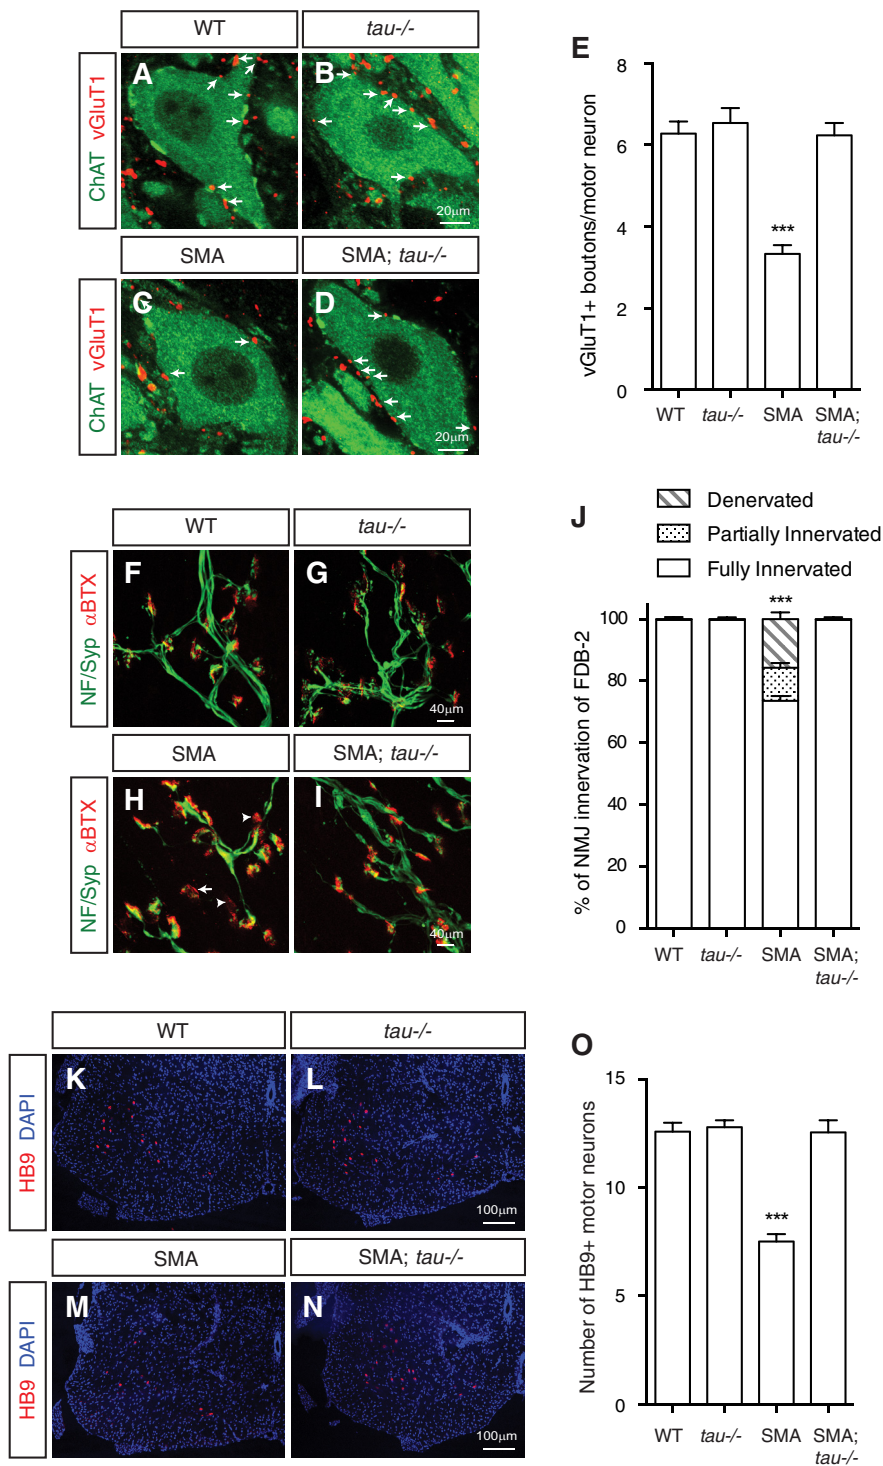 WT
tau-/-
ChAT vGluT1
A
B
20μm
SMA
SMA; tau-/-
ChAT vGluT1
C
D
20μm
E
vGluT1+ boutons/motor neuron
8
6
4
2
0
***
WT
tau-/-
SMA
SMA;
tau-/-
WT
tau-/-
NF/Syp αBTX
F
G
40μm
SMA
SMA; tau-/-
NF/Syp αBTX
H
I
40μm
J
Denervated
Partially Innervated
Fully Innervated
% of NMJ innervation of FDB-2
100
80
60
40
20
0
***
WT
tau-/-
SMA
SMA;
tau-/-
WT
tau-/-
HB9 DAPI
K
L
100μm
SMA
SMA; tau-/-
HB9 DAPI
M
N
100μm
O
Number of HB9+ motor neurons
15
10
5
0
***
WT
tau-/-
SMA
SMA;
tau-/-